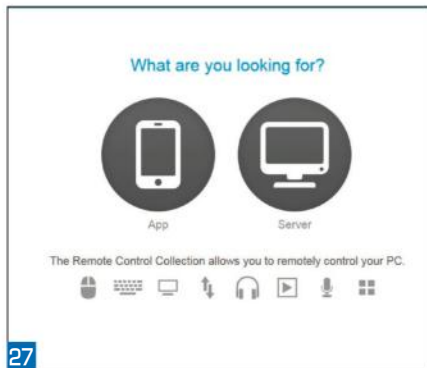 What are you looking for?
App
Server
The Remote Control Collection allows you to remotely control your PC.
27